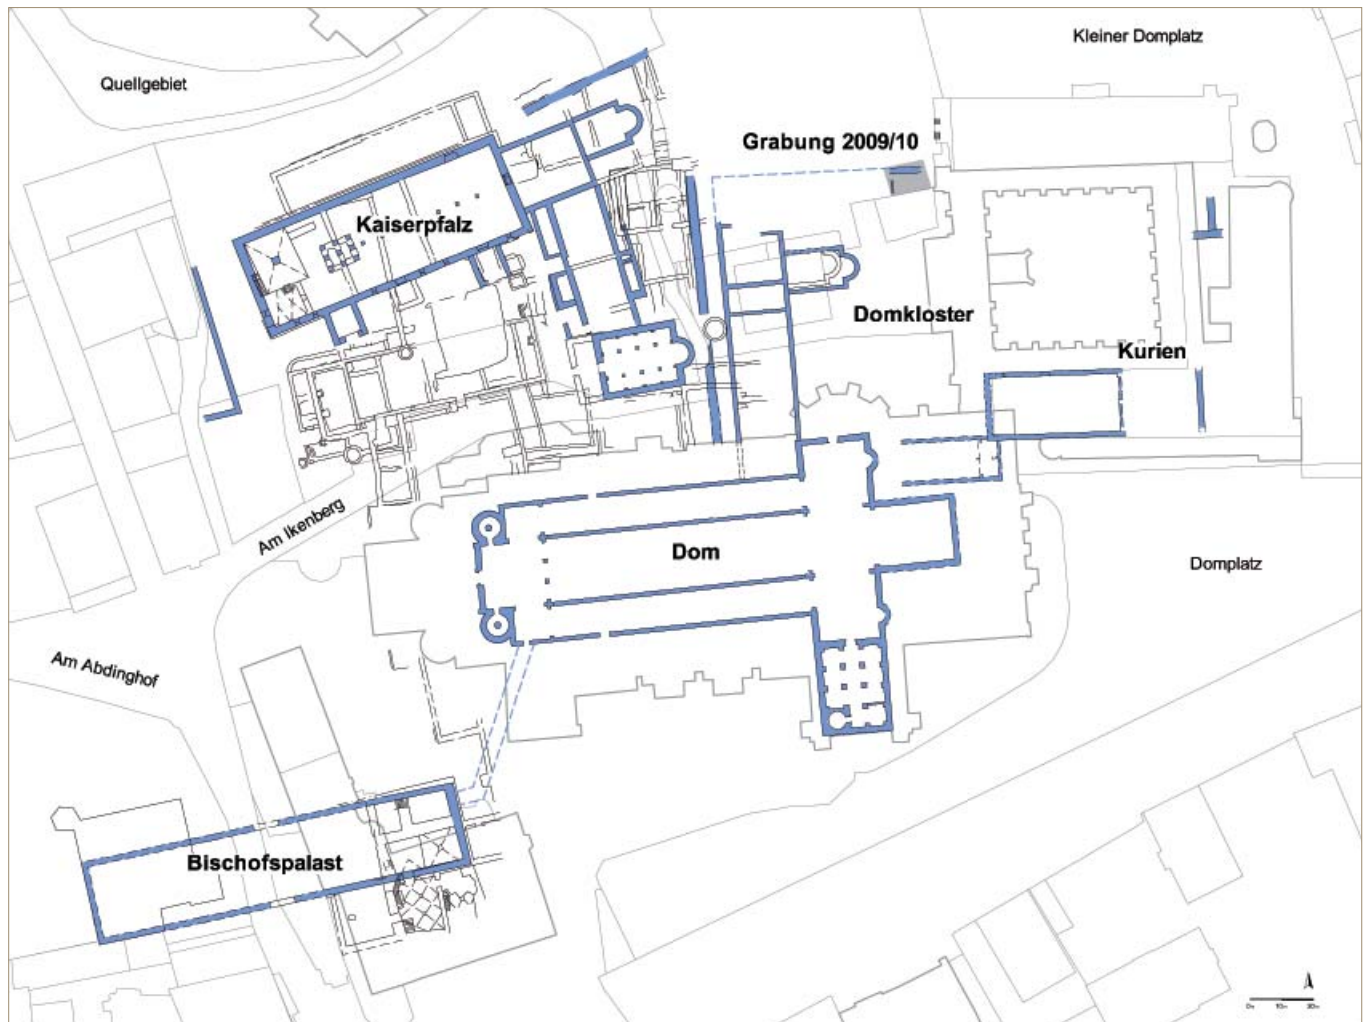 Kleiner Domplatz
Quellgebiet
Grabung 2009/10
Kaiserpfalz
Domkloster
Kurien
Am Ikenberg
Dom
Domplatz
Am Abdinghof
Bischofspalast